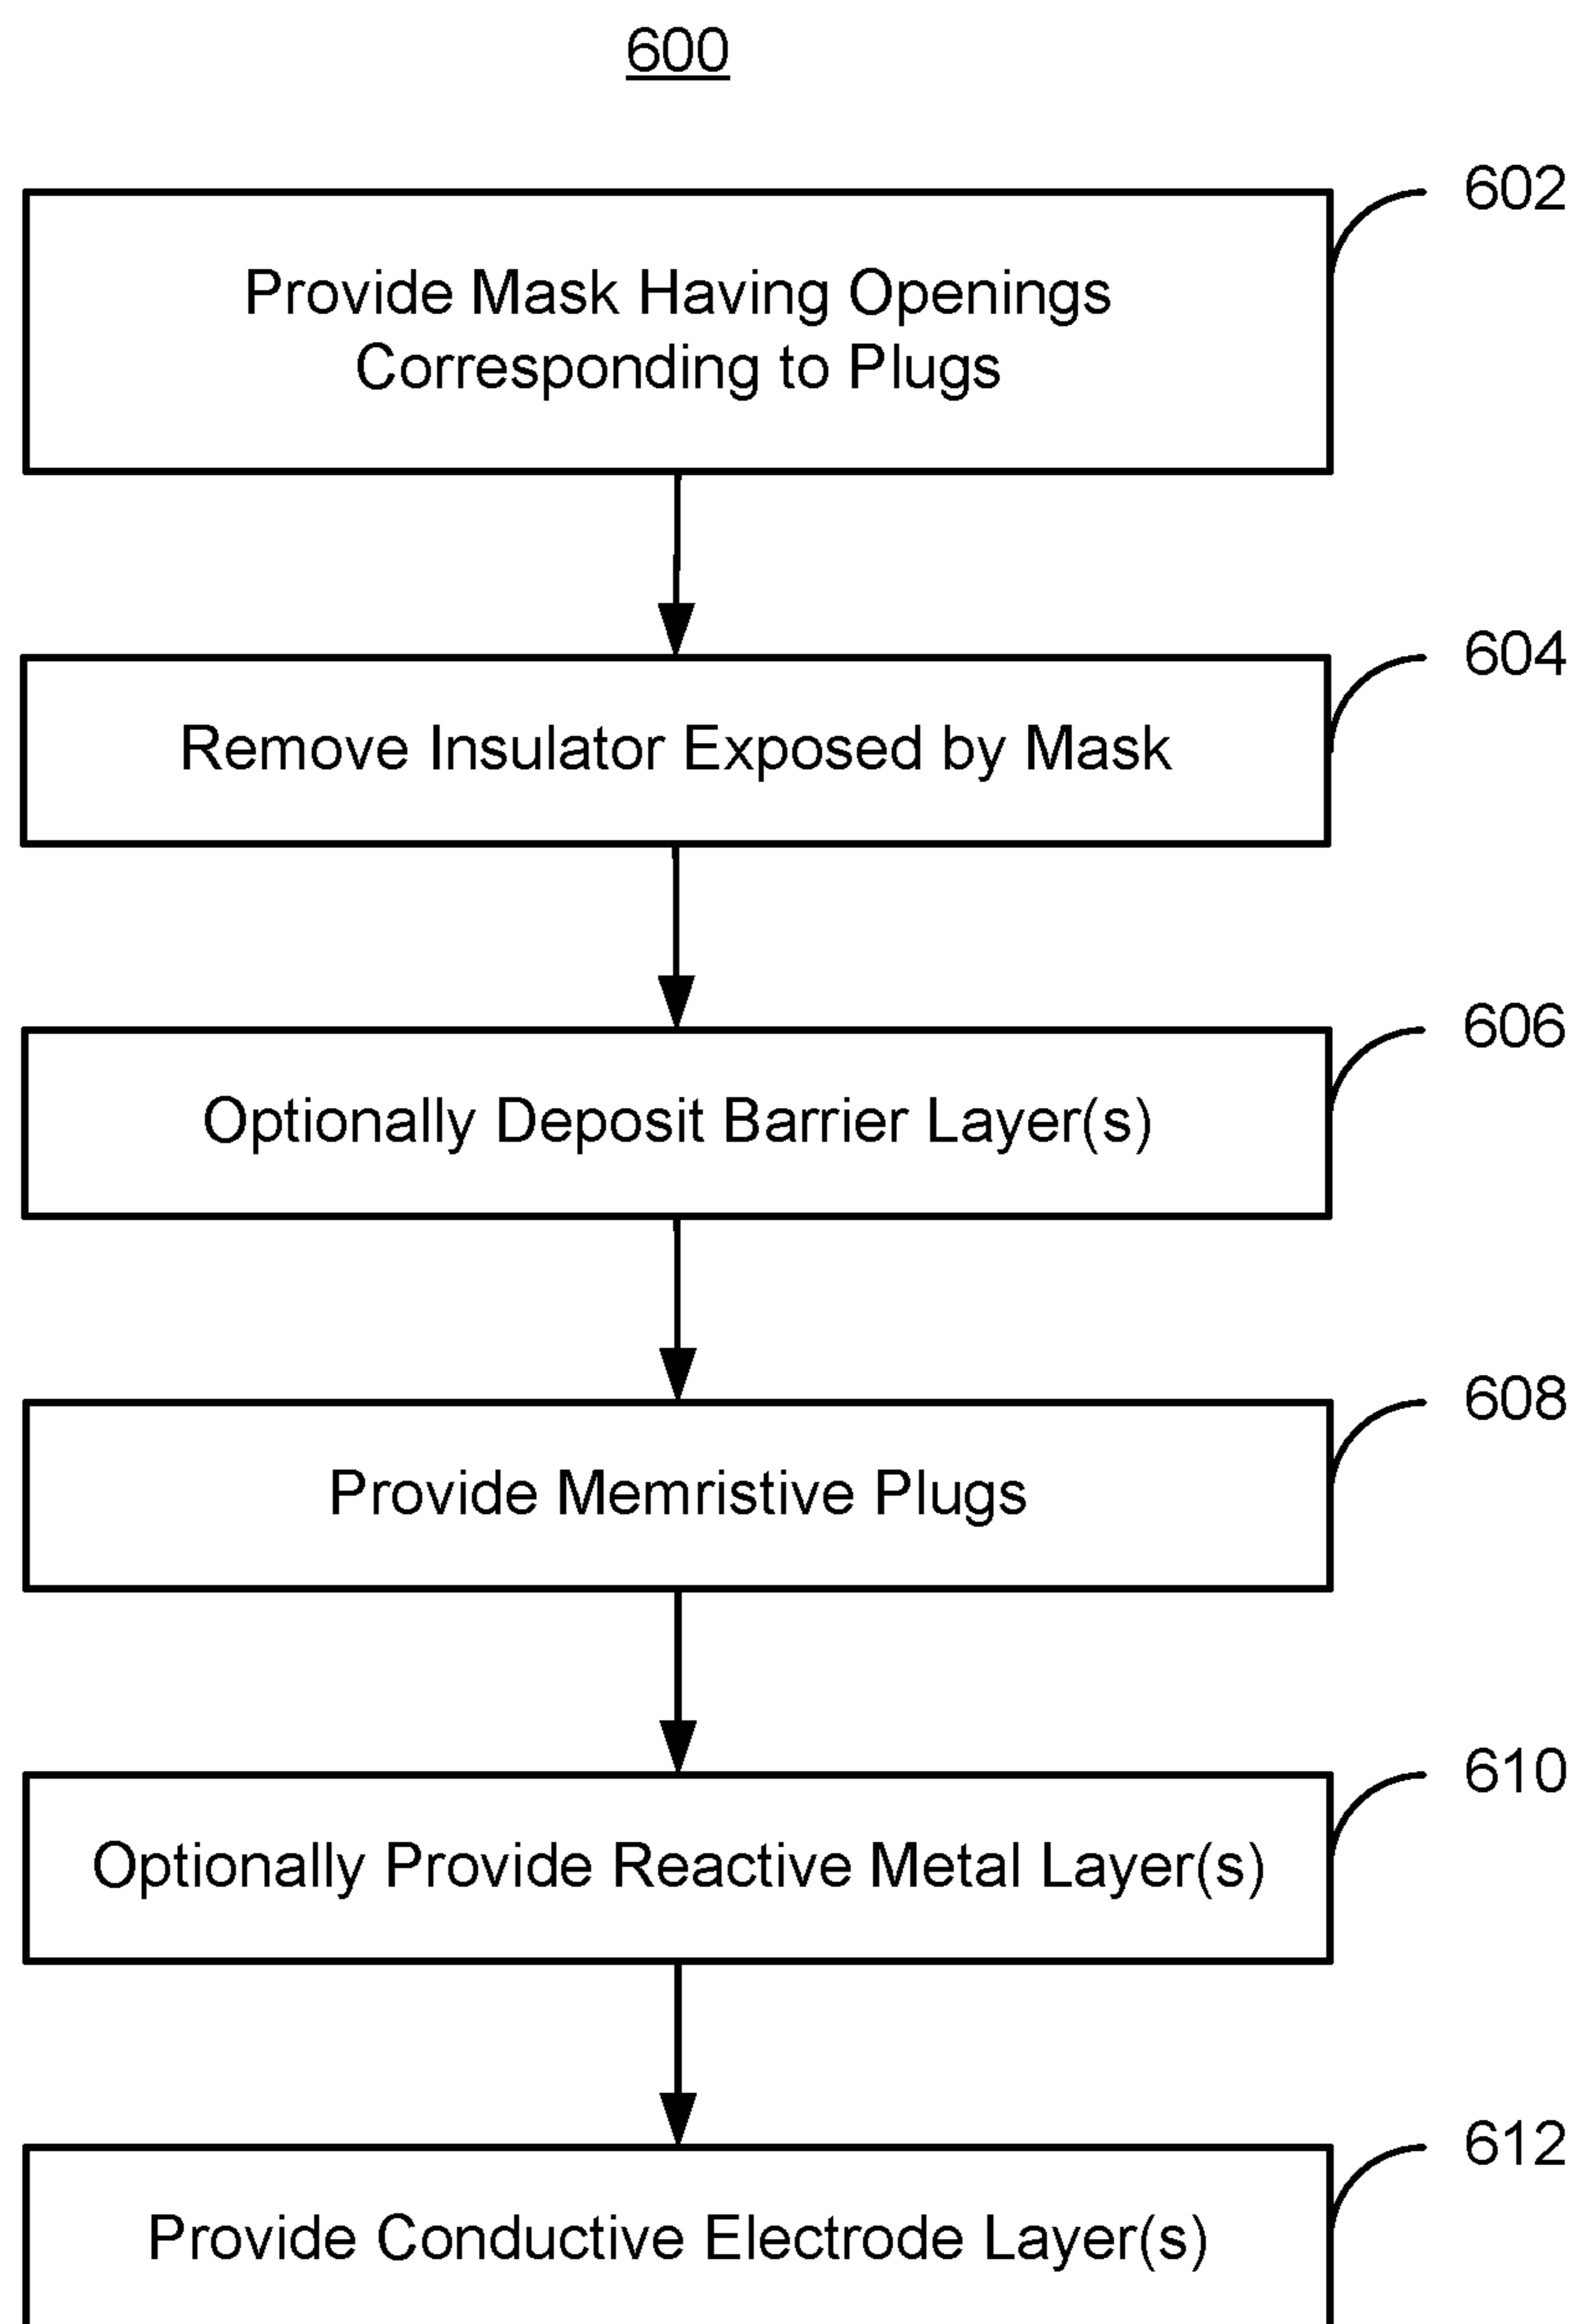 600
602
Provide Mask Having Openings
Corresponding to Plugs
604
Remove Insulator Exposed by Mask
606
Optionally Deposit Barrier Layer(s)
608
Provide Memristive Plugs
610
Optionally Provide Reactive Metal Layer(s)
612
Provide Conductive Electrode Layer(s)